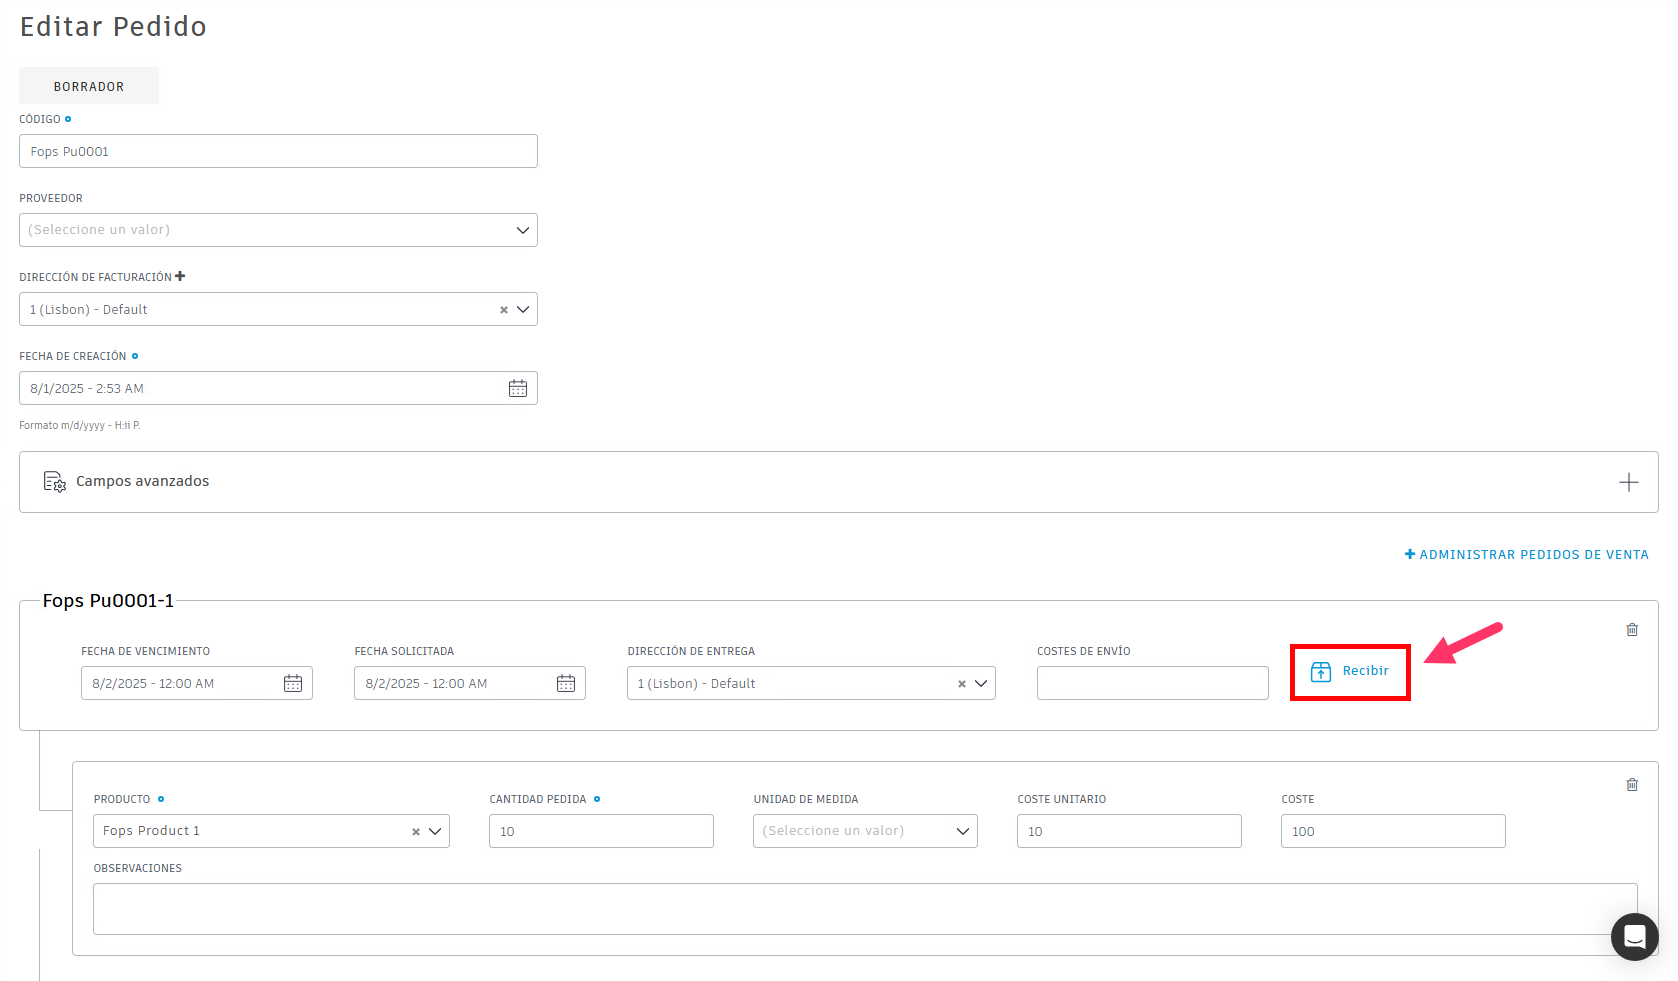 Editar Pedido
BORRADOR
CÓDIGO
Fops Pu0001
PROVEEDOR
(Seleccione un valor)
DIRECCIÓN DE FACTURACIÓN
1 (Lisbon) - Default
FECHA DE CREACIÓN
8/1/2025 - 2:53 AM
Formato m/d/yyyy - H:ii P.
Campos avanzados
ADMINISTRAR PEDIDOS DE VENTA
Fops Pu0001-1
FECHA DE VENCIMIENTO FECHA SOLICITADA DIRECCIÓN DE ENTREGA COSTES DE ENVÍO
8/2/2025 - 12:00 AM 8/2/2025 - 12:00 AM 1 (Lisbon) - Default Recibir
PRODUCTO CANTIDAD PEDIDA UNIDAD DE MEDIDA COSTE UNITARIO COSTE
Fops Product 1 10 (Seleccione un valor) 10 100
OBSERVACIONES